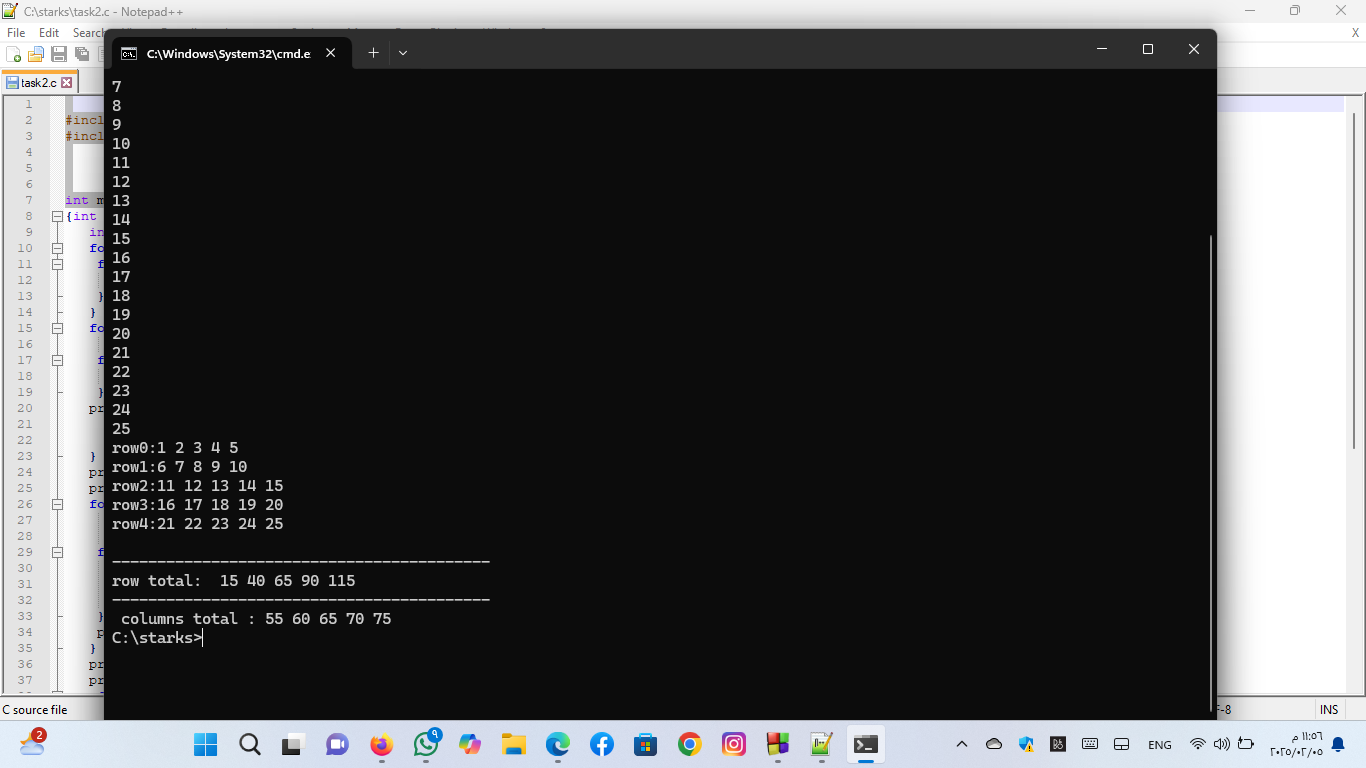 C:\starks\task2.c - Notepad++
File Edit Search
X
C:\Windows\System32\cmd.e
task2.c
1
2 #incl
3 #incl
4
5
6
7 int m
8 {int
9 in
10 fo
11 f
12
13 }
14 }
15 fo
16
17 f
18
19 }
20 pr
21
22
23 }
24 pr
25 pr
26 fo
27
28
29 f
30
31
32
33 }
34 p
35 }
36 pr
37 pr
7
8
9
10
11
12
13
14
15
16
17
18
19
20
21
22
23
24
25
row0:1 2 3 4 5
row1:6 7 8 9 10
row2:11 12 13 14 15
row3:16 17 18 19 20
row4:21 22 23 24 25
------------------------------------------
row total:  15 40 65 90 115
------------------------------------------
columns total : 55 60 65 70 75
C:\starks>
C source file
F-8
INS
2
٩
ENG
١١:٥٦ م
٢٠٢٥/٠٢/٠٥